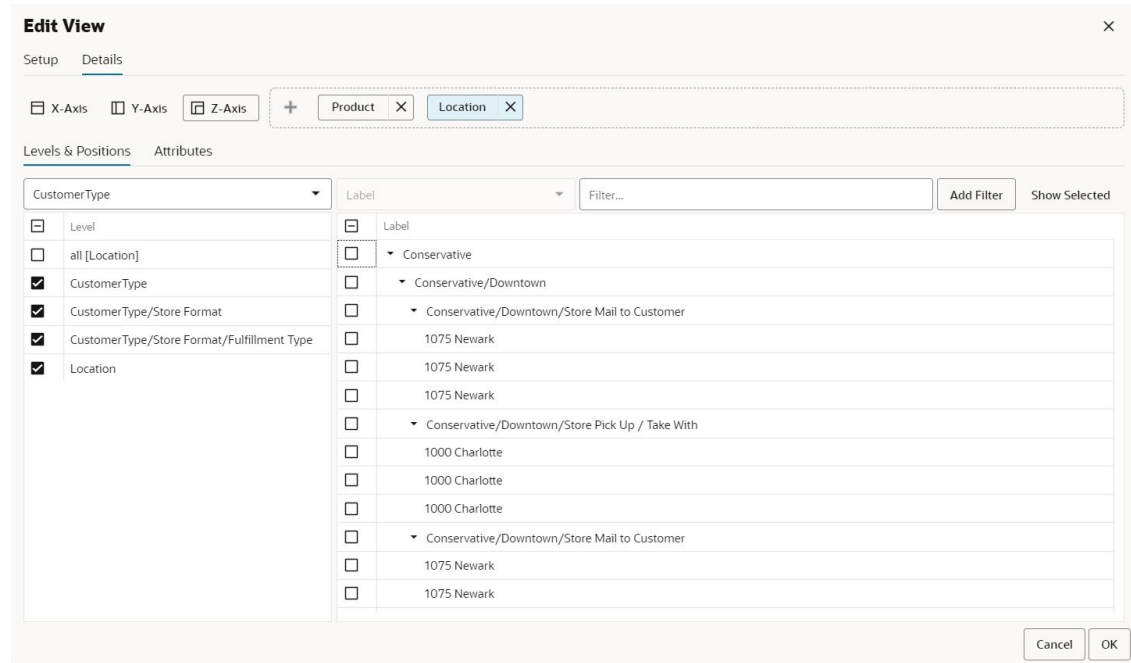 Edit View
Setup Details
X-Axis Y-Axis Z-Axis Product Location
Levels & Positions Attributes
CustomerType Label Filter... Add Filter Show Selected
Level Label
all [Location] Conservative
CustomerType Conservative/Downtown
CustomerType/Store Format Conservative/Downtown/Store Mail to Customer
CustomerType/Store Format/Fulfillment Type 1075 Newark
Location 1075 Newark
1075 Newark
Conservative/Downtown/Store Pick Up / Take With
1000 Charlotte
1000 Charlotte
1000 Charlotte
Conservative/Downtown/Store Mail to Customer
1075 Newark
1075 Newark
Cancel OK